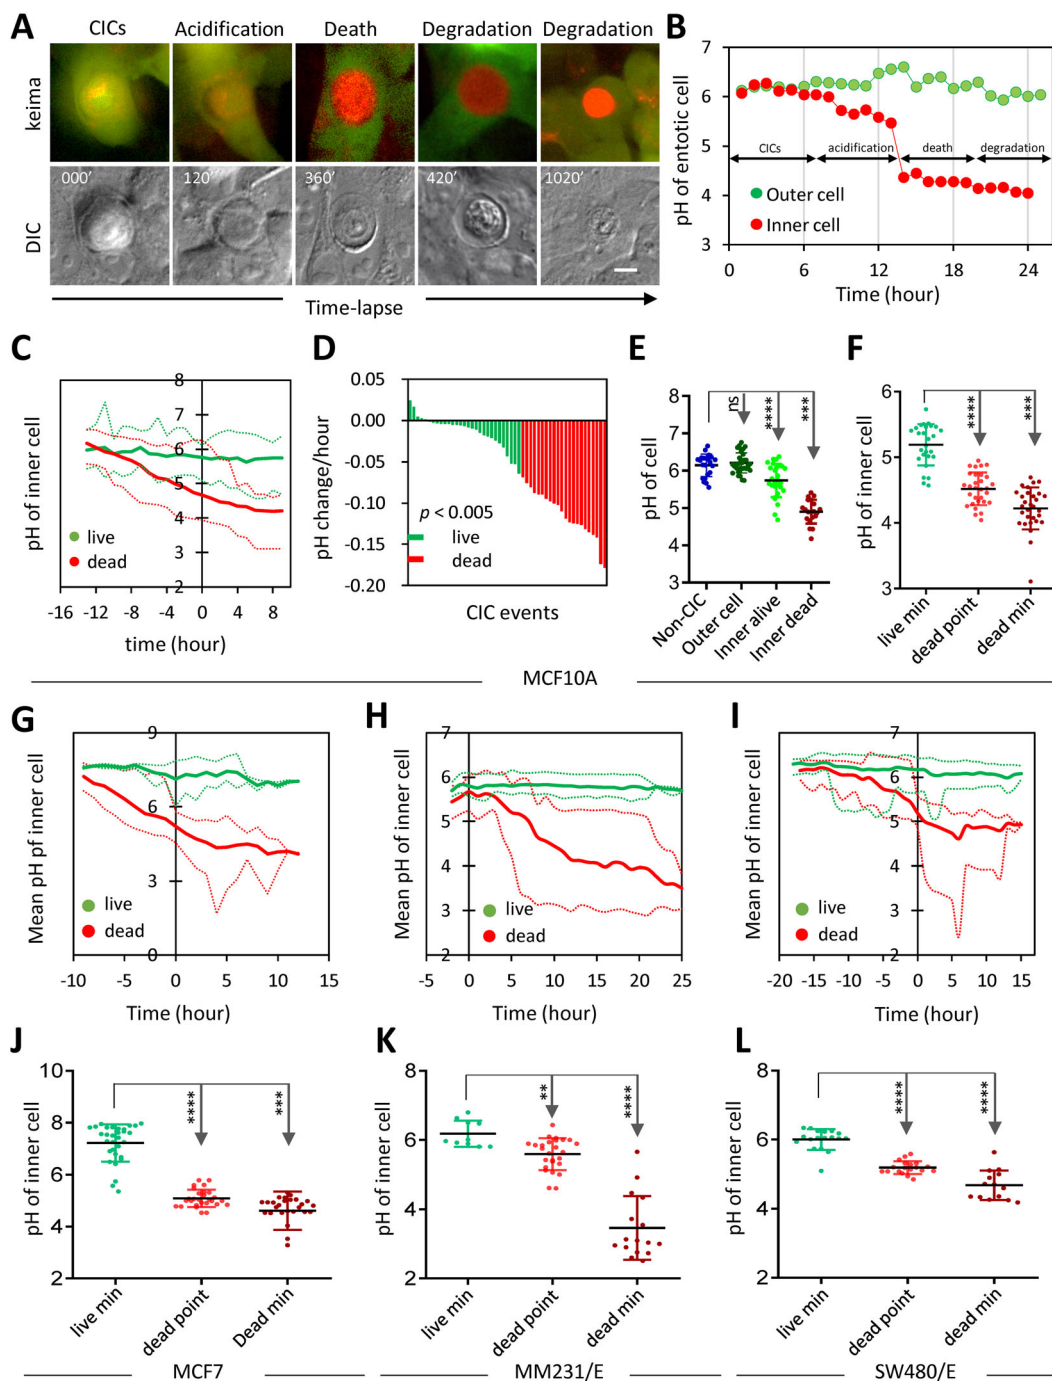 A
CICs Acidification Death Degradation Degradation
keima
000′ 120′ 360′ 420′ 1020′
DIC
Time-lapse
B
pH of entotic cell
7
6
5
4
3
CICs acidification death degradation
Outer cell
Inner cell
0 6 12 18 24
Time (hour)
C
pH of inner cell
8
7
6
5
4
3
2
live
dead
-16 -12 -8 -4 0 4 8
time (hour)
D
pH change/hour
0.05
0.00
-0.05
-0.10
-0.15
-0.20
p < 0.005
live
dead
CIC events
E
pH of cell
8
7
6
5
4
3
ns **** ***
Non-CIC
Outer cell
Inner alive
Inner dead
F
pH of inner cell
6
5
4
3
**** ***
live min
dead point
dead min
MCF10A
G
Mean pH pf inner cell
9
6
3
0
live
dead
-10 -5 0 5 10 15
Time (hour)
H
Mean pH of inner cell
7
6
5
4
3
2
live
dead
-5 0 5 10 15 20 25
Time (hour)
I
Mean pH of inner cell
7
6
5
4
3
2
live
dead
-20 -15 -10 -5 0 5 10 15
Time (hour)
J
pH of inner cell
10
8
6
4
2
**** ***
live min
dead point
Dead min
MCF7
K
pH of inner cell
8
6
4
2
** ****
live min
dead point
dead min
MM231/E
L
pH of inner cell
8
6
4
2
**** ****
live min
dead point
dead min
SW480/E